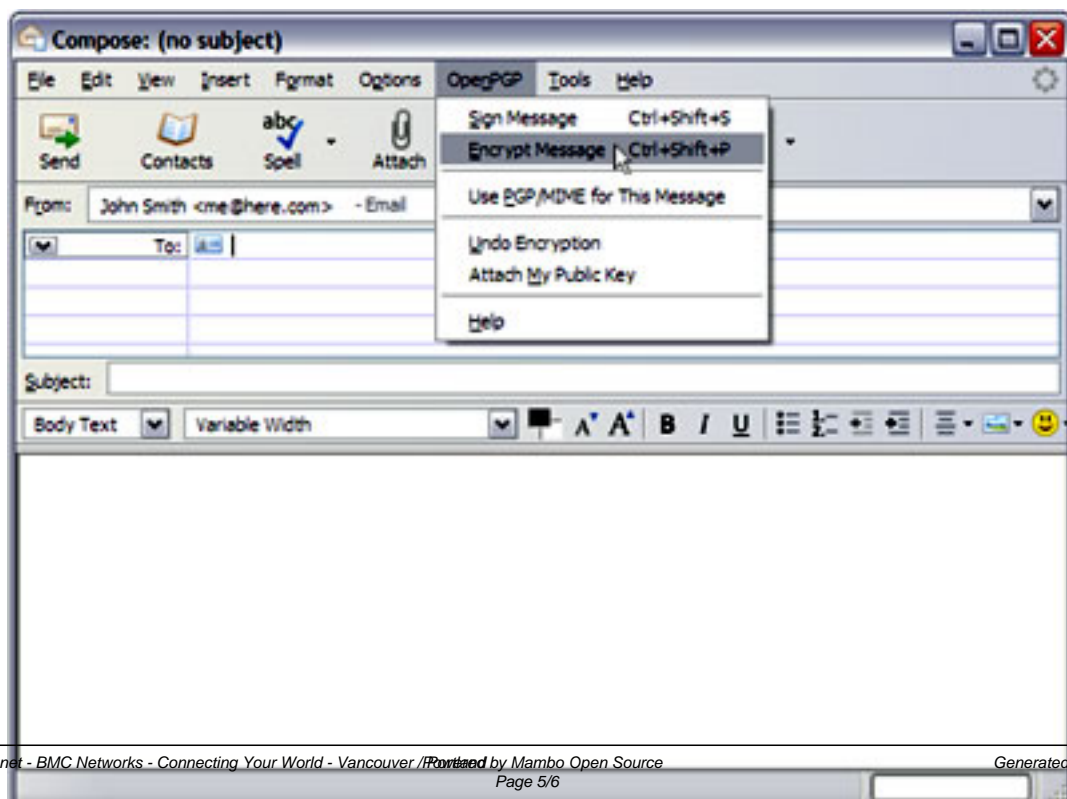 Compose: (no subject)
File Edit View Insert Format Options OpenPGP Tools Help
Sign Message Ctrl+Shift+S
Encrypt Message Ctrl+Shift+P
Use PGP/MIME for This Message
Undo Encryption
Attach My Public Key
Help
abc
Send Contacts Spell Attach
From: John Smith <me@here.com> - Email
To:
Subject:
Body Text Variable Width A A B I U
net - BMC Networks - Connecting Your World - Vancouver / Portland
Powered by Mambo Open Source
Generated
Page 5/6